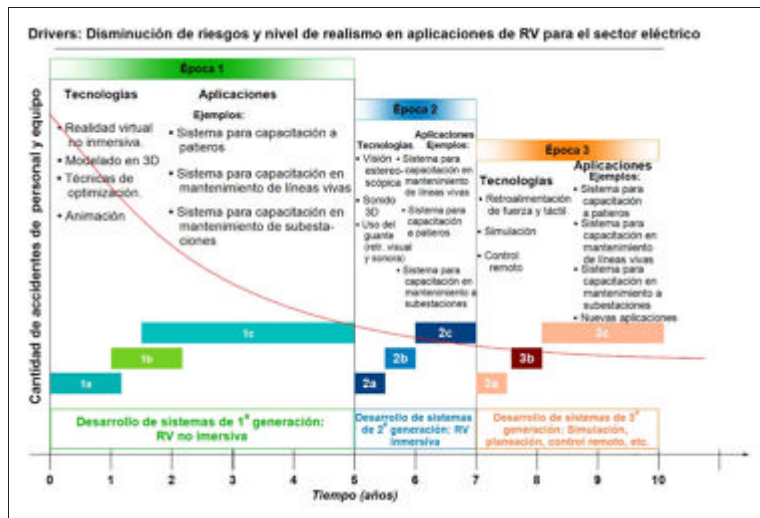 Drivers: Disminución de riesgos y nivel de realismo en aplicaciones de RV para el sector eléctrico
Cantidad de accidentes de personal y equipo
Época 1
Tecnologías
• Realidad virtual
no inmersiva.
• Modelado en 3D
• Técnicas de
optimización.
• Animación
Aplicaciones
Ejemplos:
• Sistema para capacitación a
patieros
• Sistema para capacitación en
mantenimiento de líneas vivas
• Sistema para capacitación en
mantenimiento de subesta-
ciones
Época 2
Tecnologías
• Visión
estereos-
cópica
• Sonido
3D
• Uso del
guante
(retr. visual
y sonora)
Aplicaciones
Ejemplos:
• Sistema para
capacitación en
mantenimiento
de líneas vivas
• Sistema para
capacitación
a patieros
• Sistema para
capacitación en
mantenimiento a
subestaciones
Época 3
Tecnologías
• Retroalimentación
de fuerza y táctil
• Simulación
• Control
remoto
Aplicaciones
Ejemplos:
• Sistema para
capacitación
a patieros
• Sistema para
capacitación en
mantenimiento
de líneas vivas
• Sistema para
capacitación en
mantenimiento a
subestaciones
• Nuevas aplicaciones
1c
2c
3c
1b
2b
3b
1a
2a
3a
Desarrollo de sistemas de 1ª generación:
RV no imersiva
Desarrollo de sistemas
de 2ª generación: RV
inmersiva
Desarrollo de sistemas de 3ª
generación: Simulación,
planeación, control remoto, etc.
0 1 2 3 4 5 6 7 8 9 10
Tiempo (años)